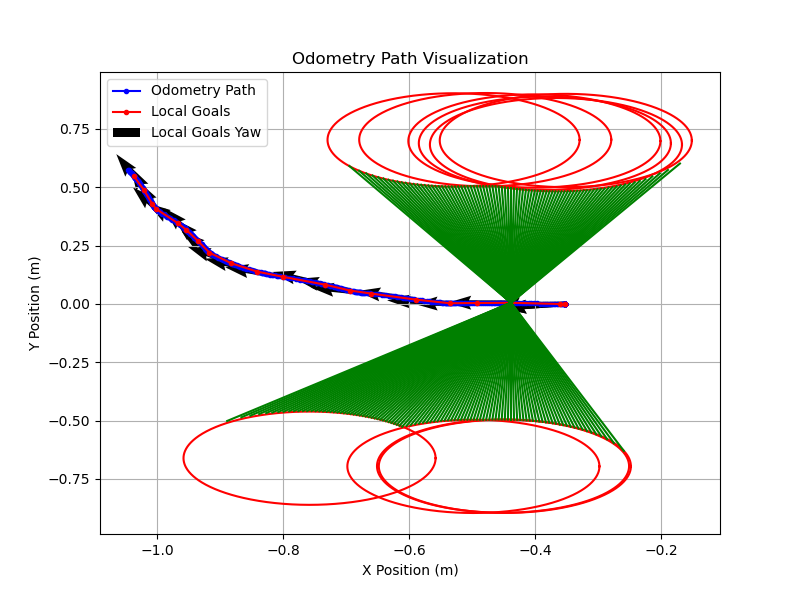 Odometry Path Visualization
Odometry Path
Local Goals
Local Goals Yaw
0.75
0.50
0.25
0.00
−0.25
−0.50
−0.75
Y Position (m)
−1.0 −0.8 −0.6 −0.4 −0.2
X Position (m)